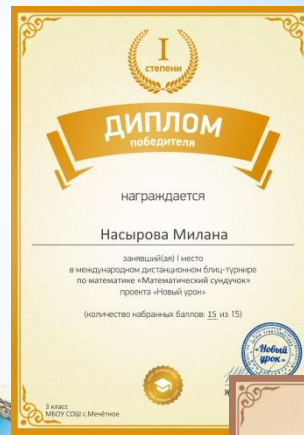 I
степени
ДИПЛОМ
победителя
награждается
Насырова Милана
занявший(ая) I место
в международном дистанционном блиц-турнире
по математике «Математический сундучок»
проекта «Новый урок»
(количество набранных баллов: 15 из 15)
«Новый
урок»
3 класс
МБОУ СОШ с.Мечётное